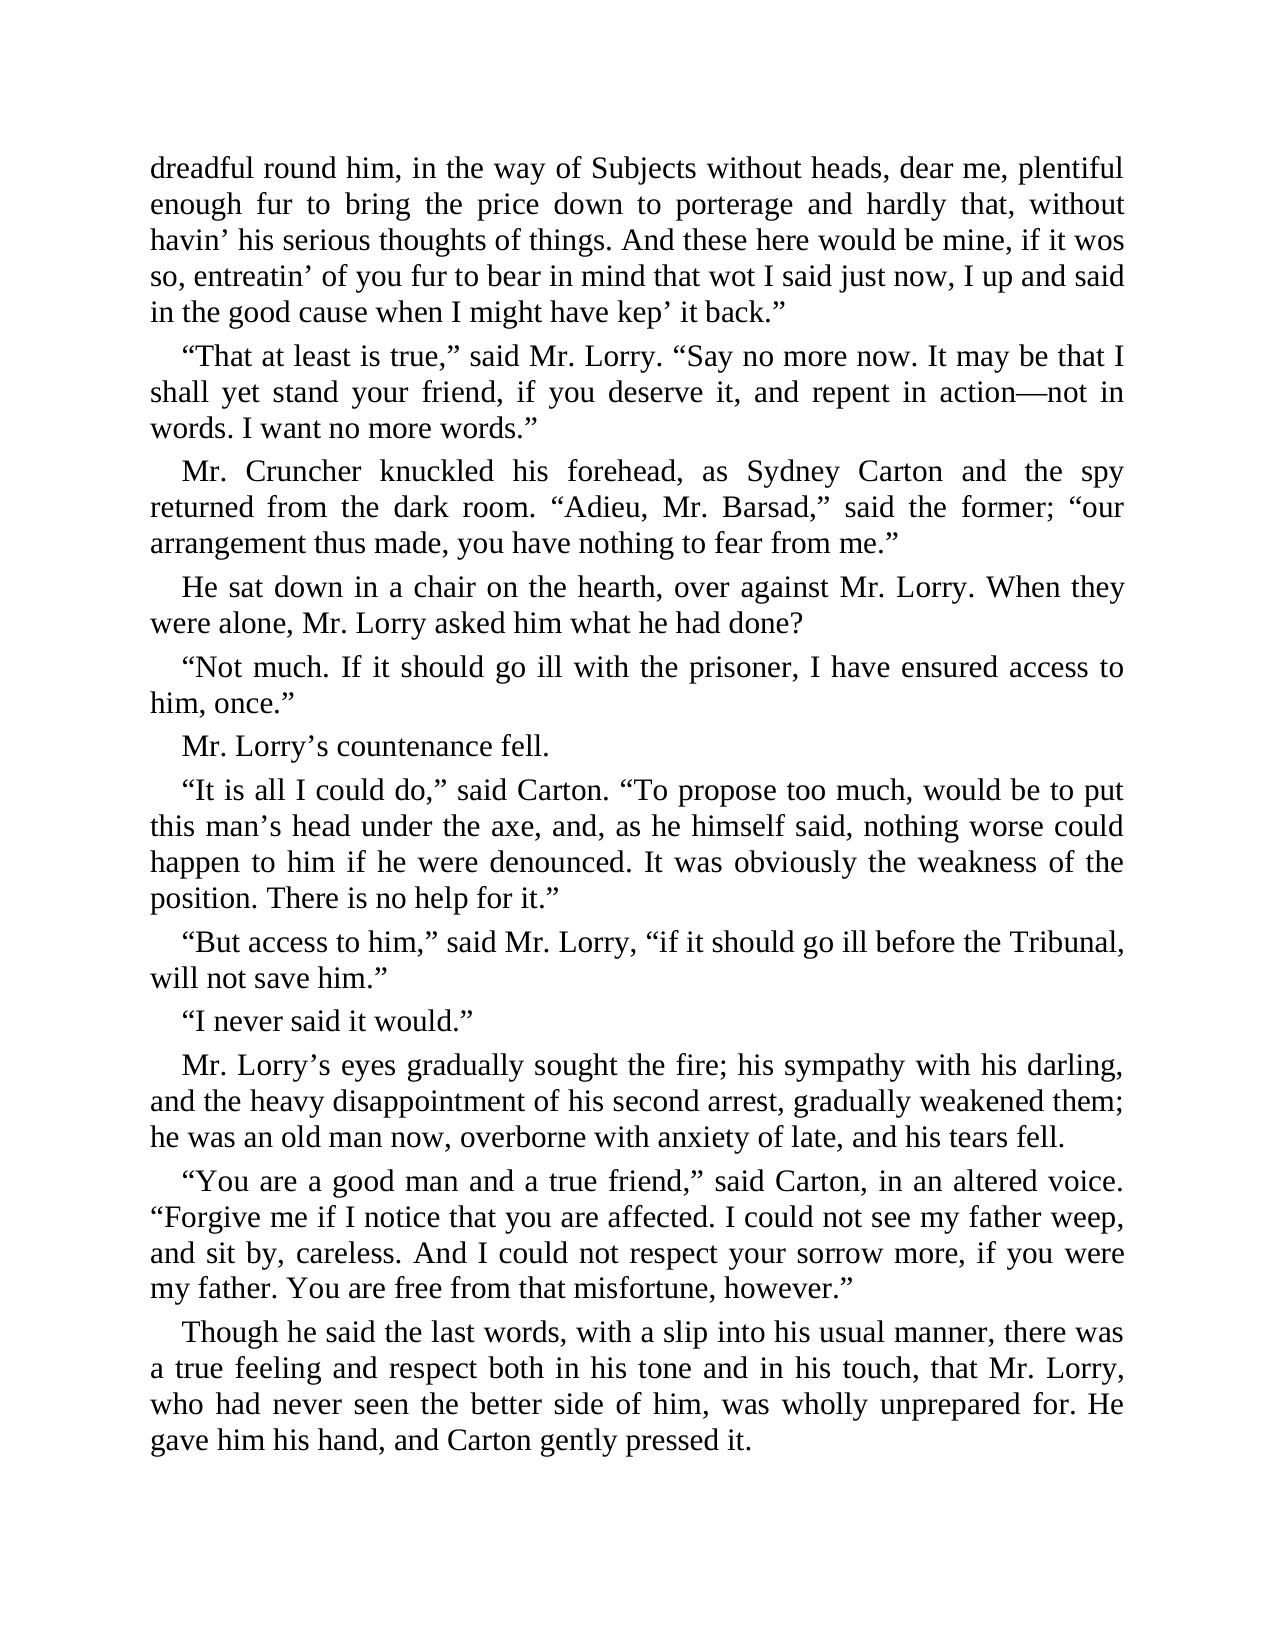 dreadful round him, in the way of Subjects without heads, dear me, plentiful
enough fur to bring the price down to porterage and hardly that, without
havin’ his serious thoughts of things. And these here would be mine, if it wos
so, entreatin’ of you fur to bear in mind that wot I said just now, I up and said
in the good cause when I might have kep’ it back.”
“That at least is true,” said Mr. Lorry. “Say no more now. It may be that I
shall yet stand your friend, if you deserve it, and repent in action—not in
words. I want no more words.”
Mr. Cruncher knuckled his forehead, as Sydney Carton and the spy
returned from the dark room. “Adieu, Mr. Barsad,” said the former; “our
arrangement thus made, you have nothing to fear from me.”
He sat down in a chair on the hearth, over against Mr. Lorry. When they
were alone, Mr. Lorry asked him what he had done?
“Not much. If it should go ill with the prisoner, I have ensured access to
him, once.”
Mr. Lorry’s countenance fell.
“It is all I could do,” said Carton. “To propose too much, would be to put
this man’s head under the axe, and, as he himself said, nothing worse could
happen to him if he were denounced. It was obviously the weakness of the
position. There is no help for it.”
“But access to him,” said Mr. Lorry, “if it should go ill before the Tribunal,
will not save him.”
“I never said it would.”
Mr. Lorry’s eyes gradually sought the fire; his sympathy with his darling,
and the heavy disappointment of his second arrest, gradually weakened them;
he was an old man now, overborne with anxiety of late, and his tears fell.
“You are a good man and a true friend,” said Carton, in an altered voice.
“Forgive me if I notice that you are affected. I could not see my father weep,
and sit by, careless. And I could not respect your sorrow more, if you were
my father. You are free from that misfortune, however.”
Though he said the last words, with a slip into his usual manner, there was
a true feeling and respect both in his tone and in his touch, that Mr. Lorry,
who had never seen the better side of him, was wholly unprepared for. He
gave him his hand, and Carton gently pressed it.